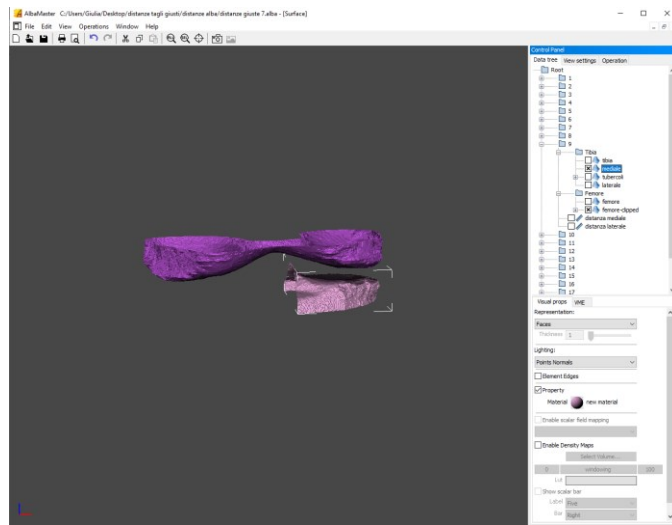 AlbaMaster C:/Users/Giulia/Desktop/distanze tagli giusti/distanze alba/distanze giuste 7.alba - [Surface]
File Edit View Operations Window Help
Control Panel
Data tree View settings Operation
Root
1
2
3
4
5
6
7
8
9
Tibia
tibia
mediale
tubercoli
laterale
Femore
femore
femore-clipped
distanza mediale
distanza laterale
10
11
12
13
14
15
16
17
Visual props VME
Representation:
Faces
Thickness 1
Lighting:
Points Normals
Element Edges
Property
Material new material
Enable scalar field mapping
Enable Density Maps
Select Volume...
0 windowing 100
Lut
Show scalar bar
Label Five
Bar Right